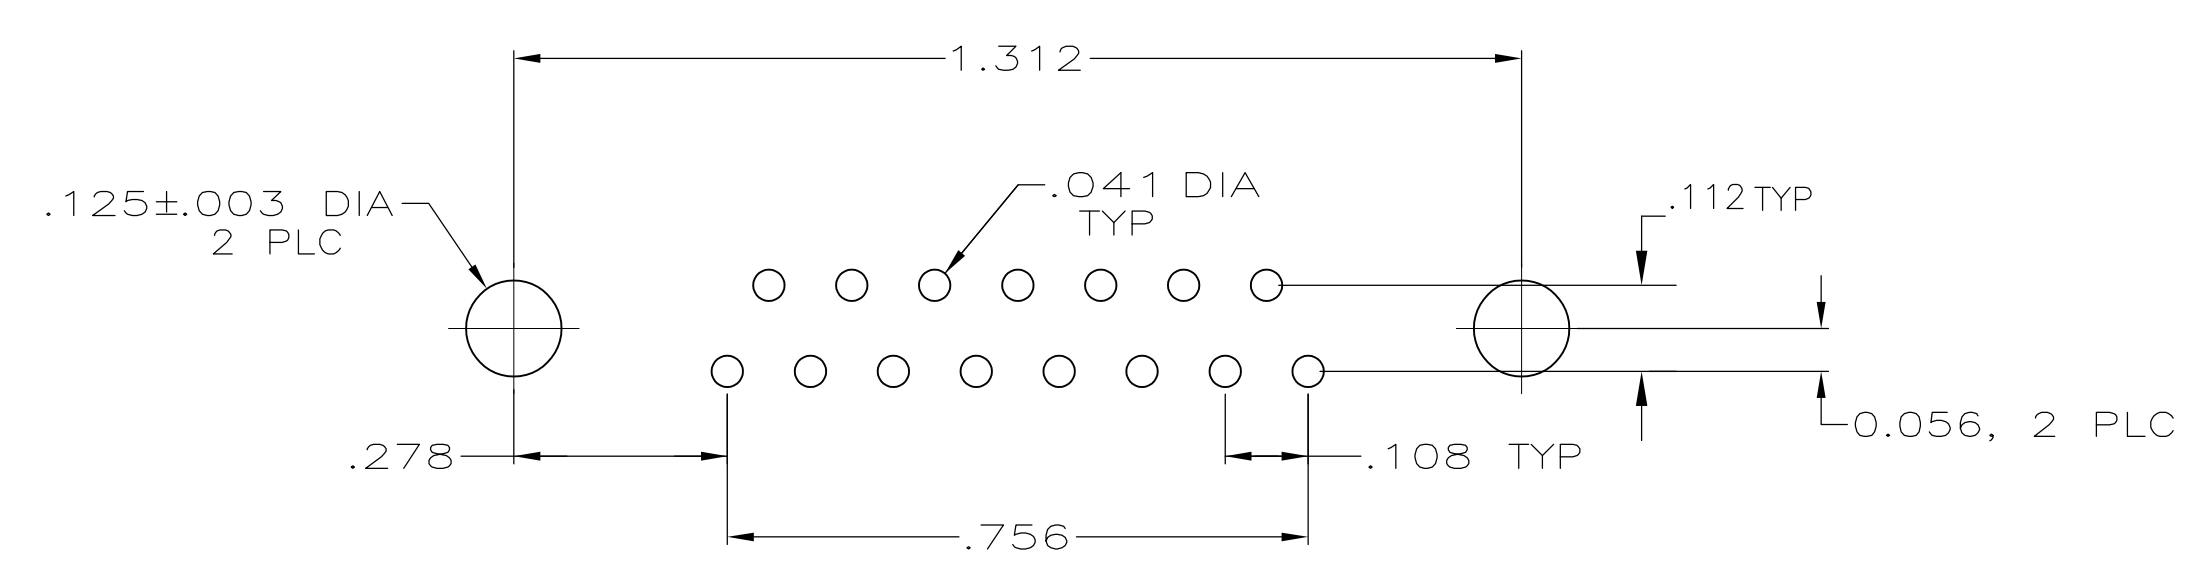 1.312
.125±.003 DIA
2 PLC
.041 DIA
TYP
.112 TYP
0.056, 2 PLC
.278
.108 TYP
.756